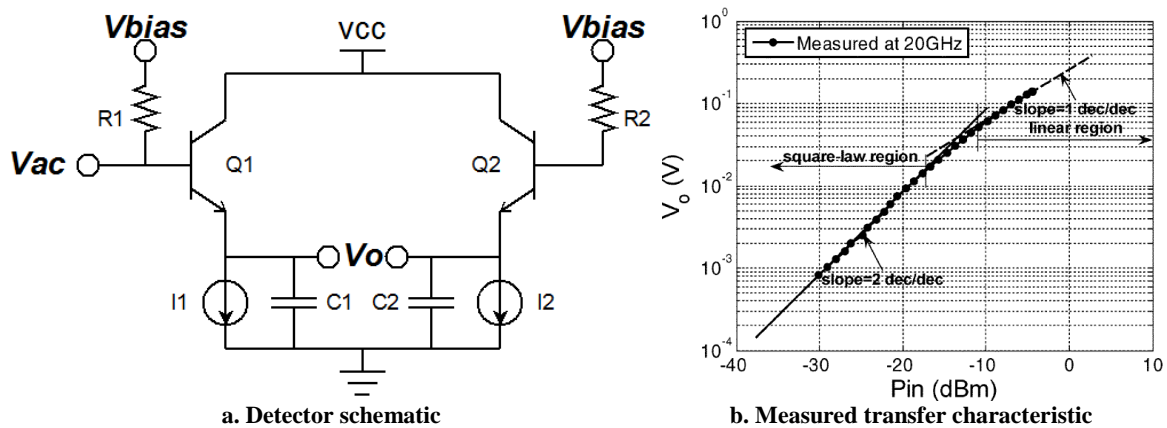 Vbias
VCC
Vbias
R1
R2
Vac
Q1
Q2
Vo
I1
C1
C2
I2
a. Detector schematic
10^0
10^-1
10^-2
10^-3
10^-4
V_o (V)
Measured at 20GHz
slope=1 dec/dec
linear region
square-law region
slope=2 dec/dec
-40
-30
-20
-10
0
10
Pin (dBm)
b. Measured transfer characteristic